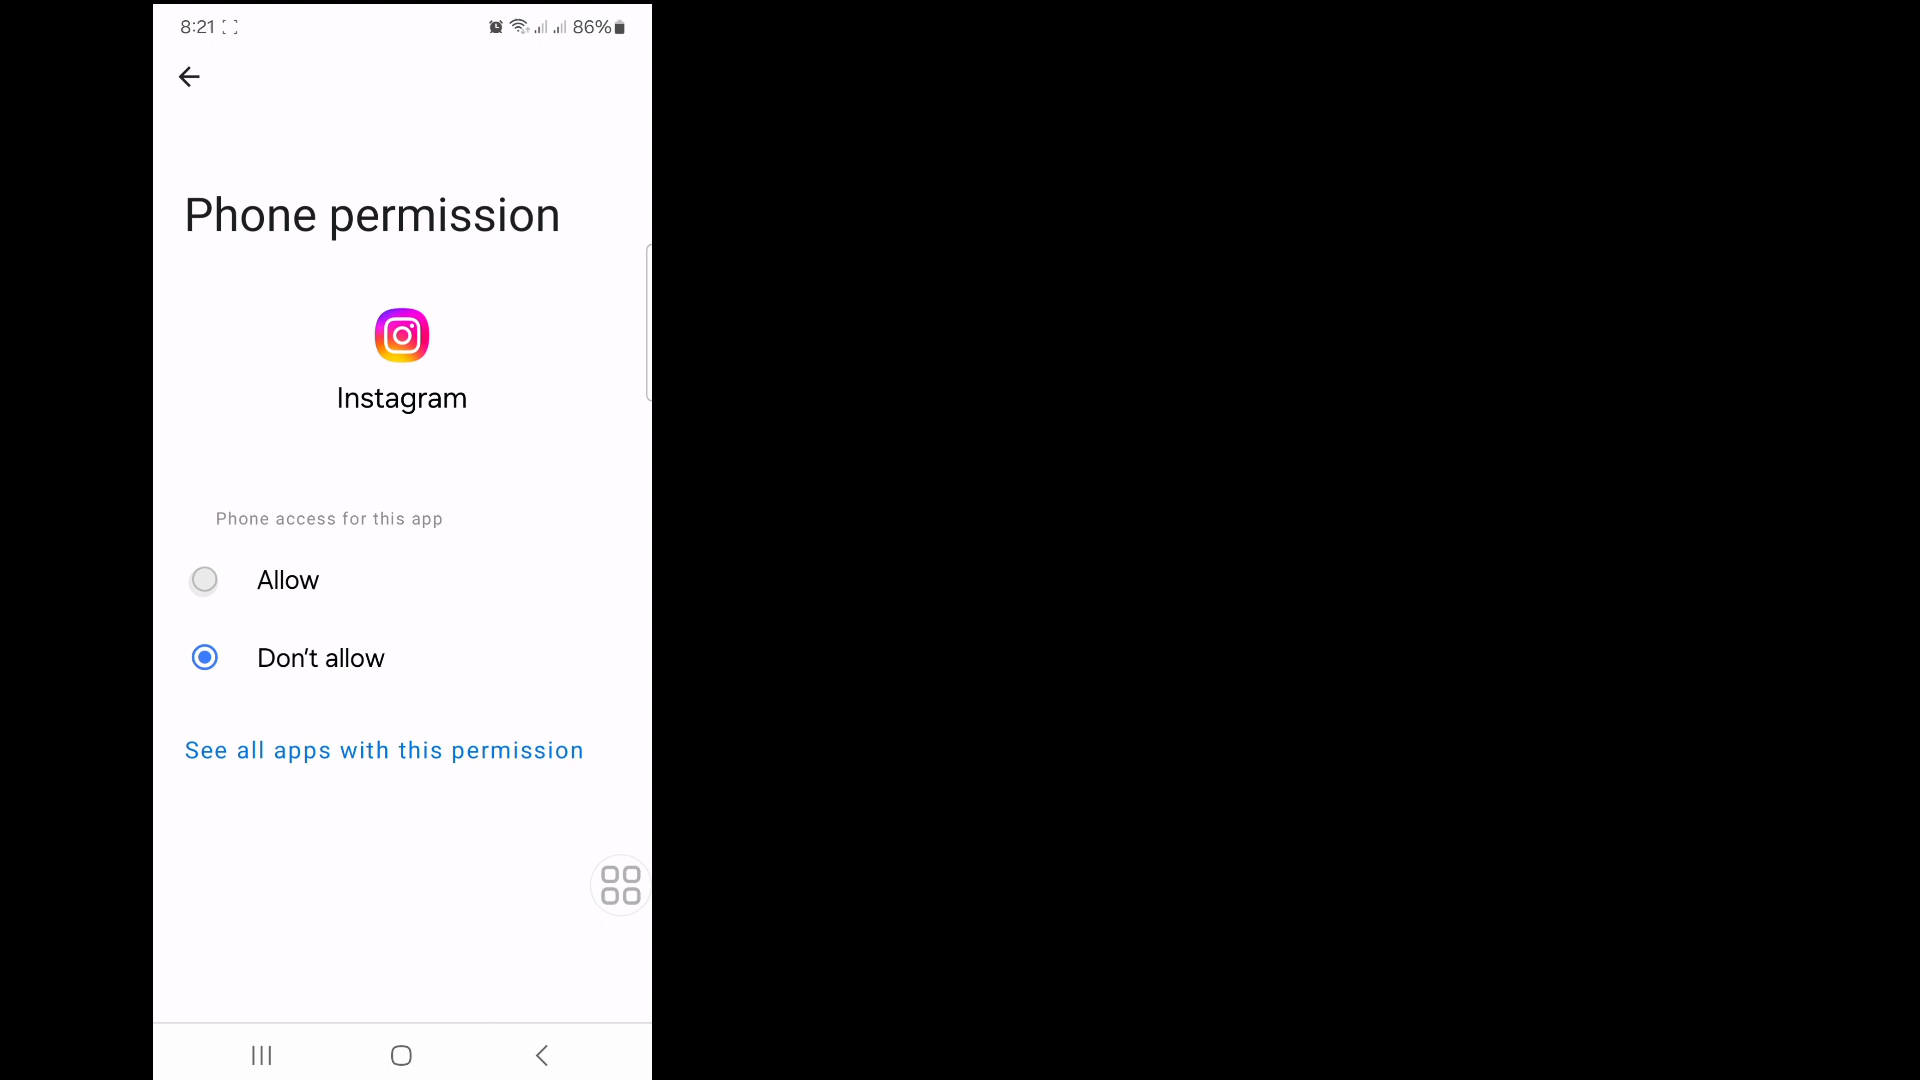 8:21 86%
Phone permission
Instagram
Phone access for this app
Allow
Don't allow
See all apps with this permission